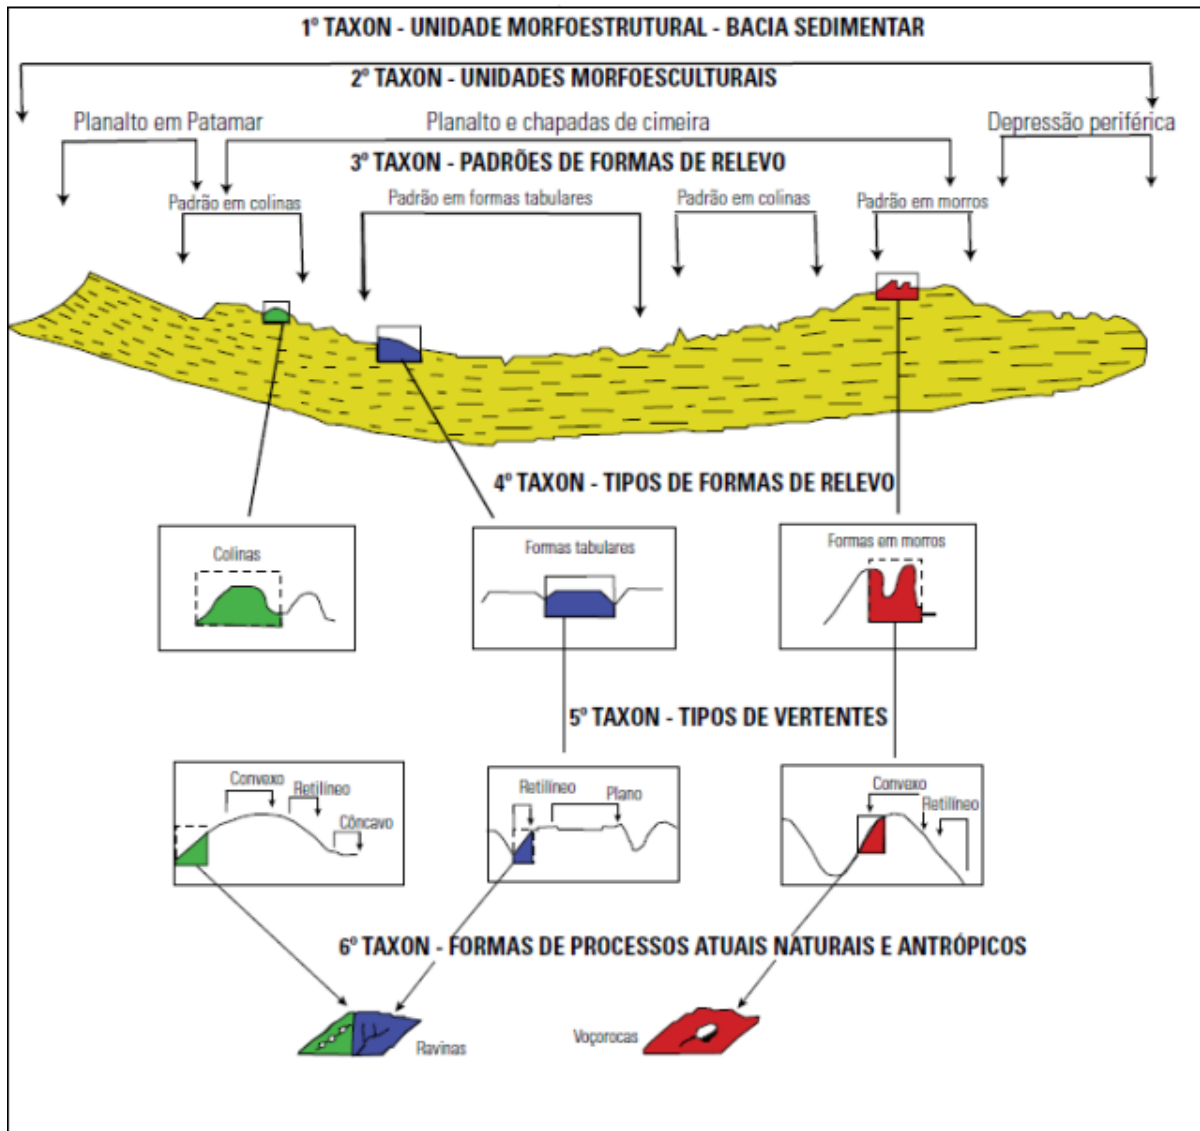 1º TAXON - UNIDADE MORFOESTRUTURAL - BACIA SEDIMENTAR
2º TAXON - UNIDADES MORFOESCULTURAIS
Planalto em Patamar
Planalto e chapadas de cimeira
Depressão periférica
3º TAXON - PADRÕES DE FORMAS DE RELEVO
Padrão em colinas
Padrão em formas tabulares
Padrão em colinas
Padrão em morros
4º TAXON - TIPOS DE FORMAS DE RELEVO
Colinas
Formas tabulares
Formas em morros
5º TAXON - TIPOS DE VERTENTES
Convexo
Retilíneo
Côncavo
Retilíneo
Plano
Convexo
Retilíneo
6º TAXON - FORMAS DE PROCESSOS ATUAIS NATURAIS E ANTRÓPICOS
Ravinas
Voçorocas